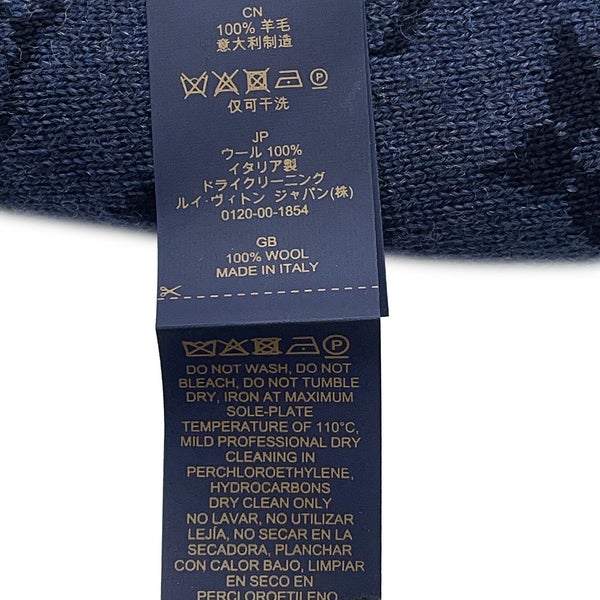 CN
100% 羊毛
意大利制造
P
仅可干洗
JP
ウール 100%
イタリア製
ドライクリーニング
ルイ・ヴィトン ジャパン(株)
0120-00-1854
GB
100% WOOL
MADE IN ITALY
P
DO NOT WASH, DO NOT
BLEACH, DO NOT TUMBLE
DRY, IRON AT MAXIMUM
SOLE-PLATE
TEMPERATURE OF 110°C,
MILD PROFESSIONAL DRY
CLEANING IN
PERCHLOROETHYLENE,
HYDROCARBONS
DRY CLEAN ONLY
NO LAVAR, NO UTILIZAR
LEJÍA, NO SECAR EN LA
SECADORA, PLANCHAR
CON CALOR BAJO, LIMPIAR
EN SECO EN
PERCLOROETILENO